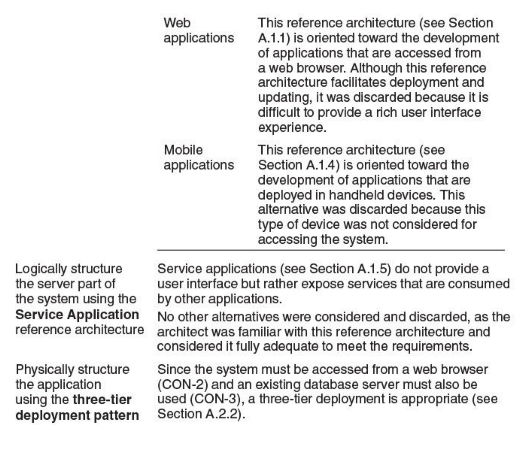 Web applications
This reference architecture (see Section
A.1.1) is oriented toward the development
of applications that are accessed from
a web browser. Although this reference
architecture facilitates deployment and
updating, it was discarded because it is
difficult to provide a rich user interface
experience.
Mobile applications
This reference architecture (see
Section A.1.4) is oriented toward the
development of applications that are
deployed in handheld devices. This
alternative was discarded because this
type of device was not considered for
accessing the system.
Logically structure
the server part of
the system using the
Service Application
reference architecture
Service applications (see Section A.1.5) do not provide a
user interface but rather expose services that are consumed
by other applications.
No other alternatives were considered and discarded, as the
architect was familiar with this reference architecture and
considered it fully adequate to meet the requirements.
Physically structure
the application
using the three-tier
deployment pattern
Since the system must be accessed from a web browser
(CON-2) and an existing database server must also be
used (CON-3), a three-tier deployment is appropriate (see
Section A.2.2).